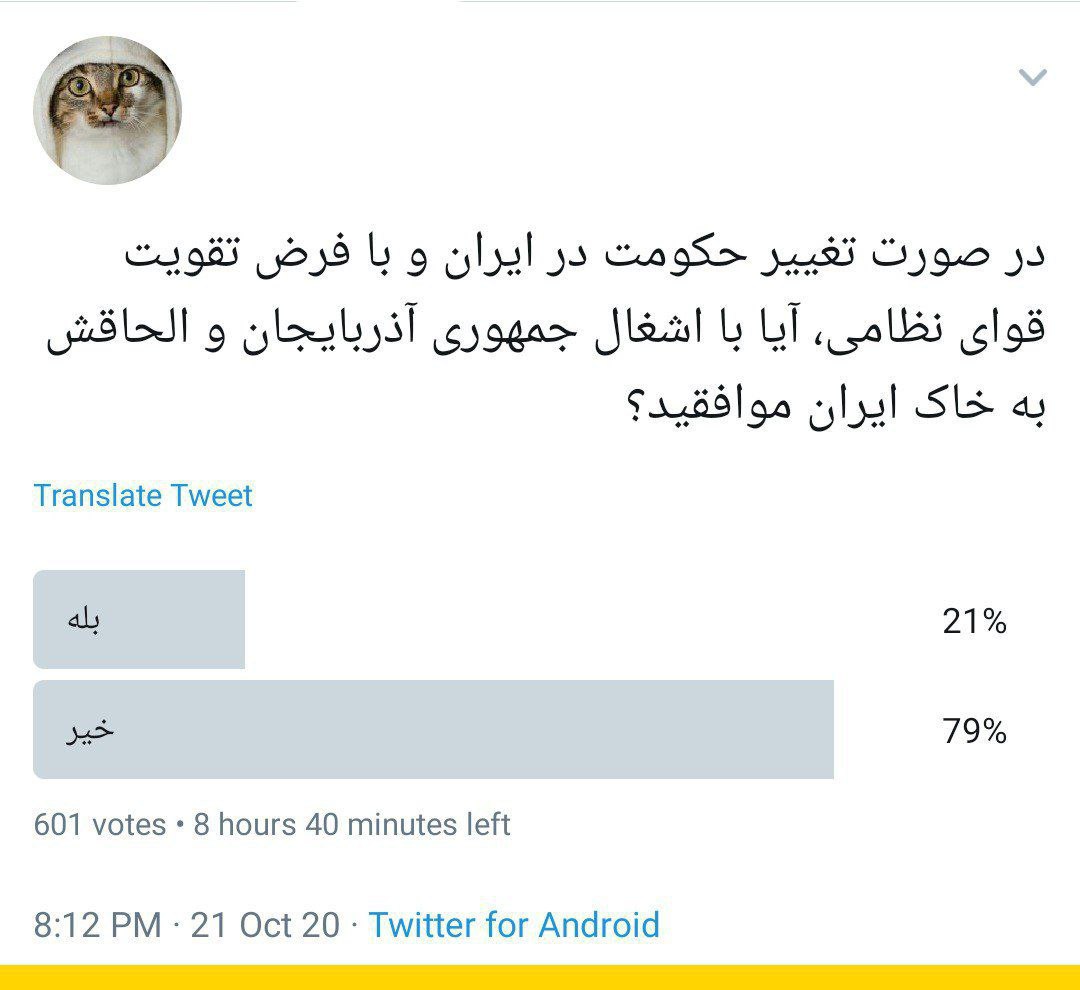 در صورت تغییر حکومت در ایران و با فرض تقویت
قوای نظامی، آیا با اشغال جمهوری آذربایجان و الحاقش
به خاک ایران موافقید؟
Translate Tweet
بله 21%
خیر 79%
601 votes • 8 hours 40 minutes left
8:12 PM · 21 Oct 20 · Twitter for Android